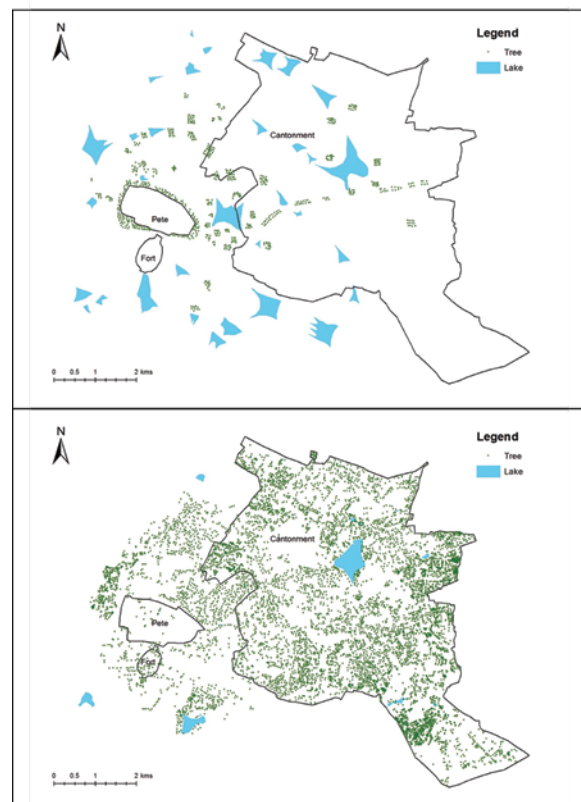 N
Legend
Tree
Lake
Cantonment
Pete
Fort
0 0.5 1 2 kms
N
Legend
Tree
Lake
Cantonment
Pete
Fort
0 0.5 1 2 kms